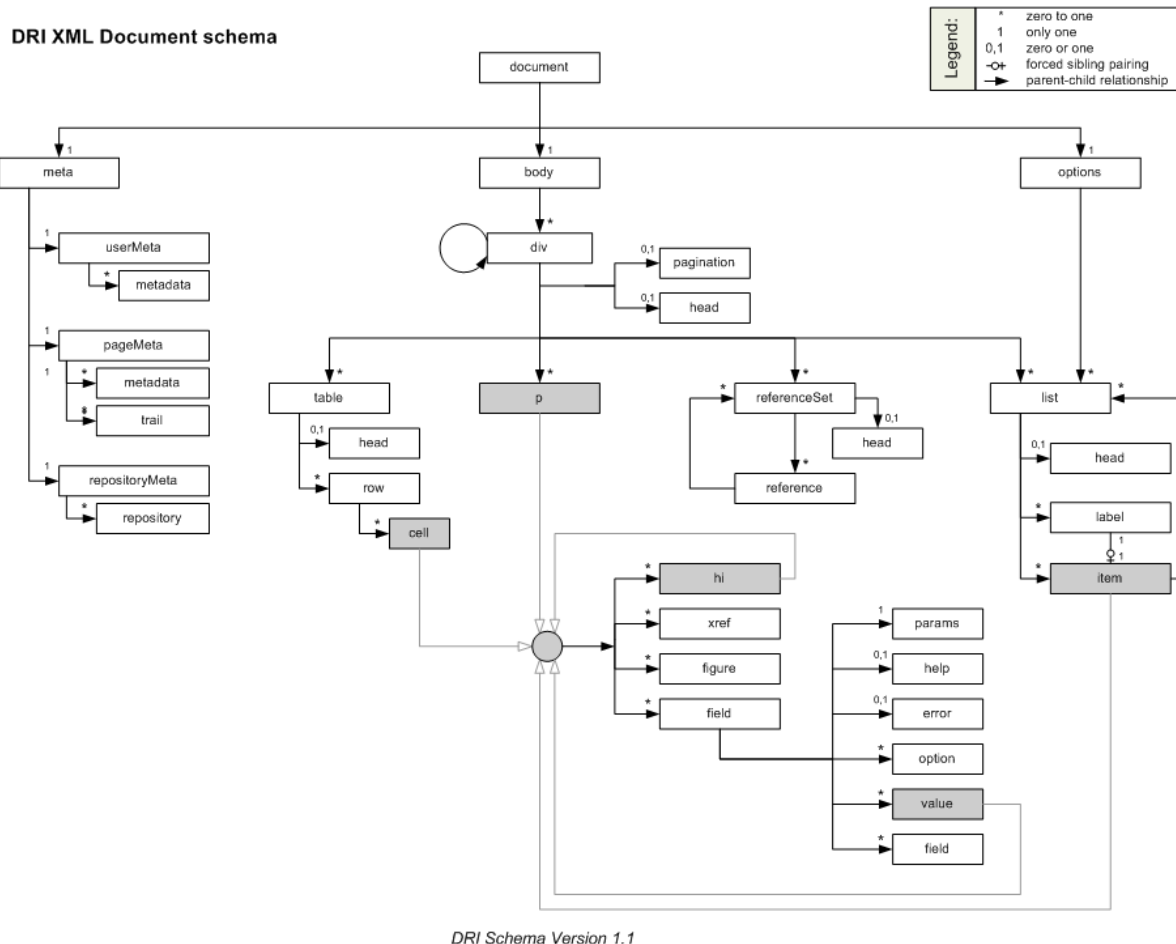 DRI XML Document schema
Legend:
* zero to one
1 only one
0,1 zero or one
forced sibling pairing
parent-child relationship
document
1
1
1
meta
body
options
*
1
userMeta
div
*
metadata
0,1
pagination
0,1
head
1
pageMeta
1
*
metadata
*
trail
*
table
*
p
*
referenceSet
*
*
*
list
*
0,1
head
*
row
*
cell
0,1
head
*
reference
0,1
head
*
label
1
1
*
item
1
repositoryMeta
*
repository
*
hi
*
xref
*
figure
*
field
1
params
0,1
help
0,1
error
*
option
*
value
*
field
DRI Schema Version 1.1